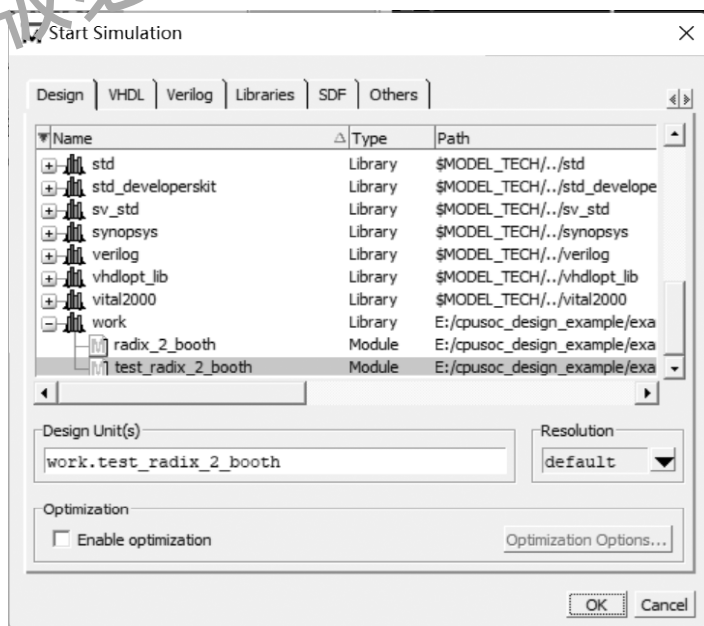 Start Simulation
Design VHDL Verilog Libraries SDF Others
Name Type Path
std Library $MODEL_TECH/../std
std_developerskit Library $MODEL_TECH/../std_develope
sv_std Library $MODEL_TECH/../sv_std
synopsys Library $MODEL_TECH/../synopsys
verilog Library $MODEL_TECH/../verilog
vhdlopt_lib Library $MODEL_TECH/../vhdlopt_lib
vital2000 Library $MODEL_TECH/../vital2000
work Library E:/cpusoc_design_example/exa
radix_2_booth Module E:/cpusoc_design_example/exa
test_radix_2_booth Module E:/cpusoc_design_example/exa
Design Unit(s) Resolution
work.test_radix_2_booth default
Optimization
Enable optimization Optimization Options...
OK Cancel